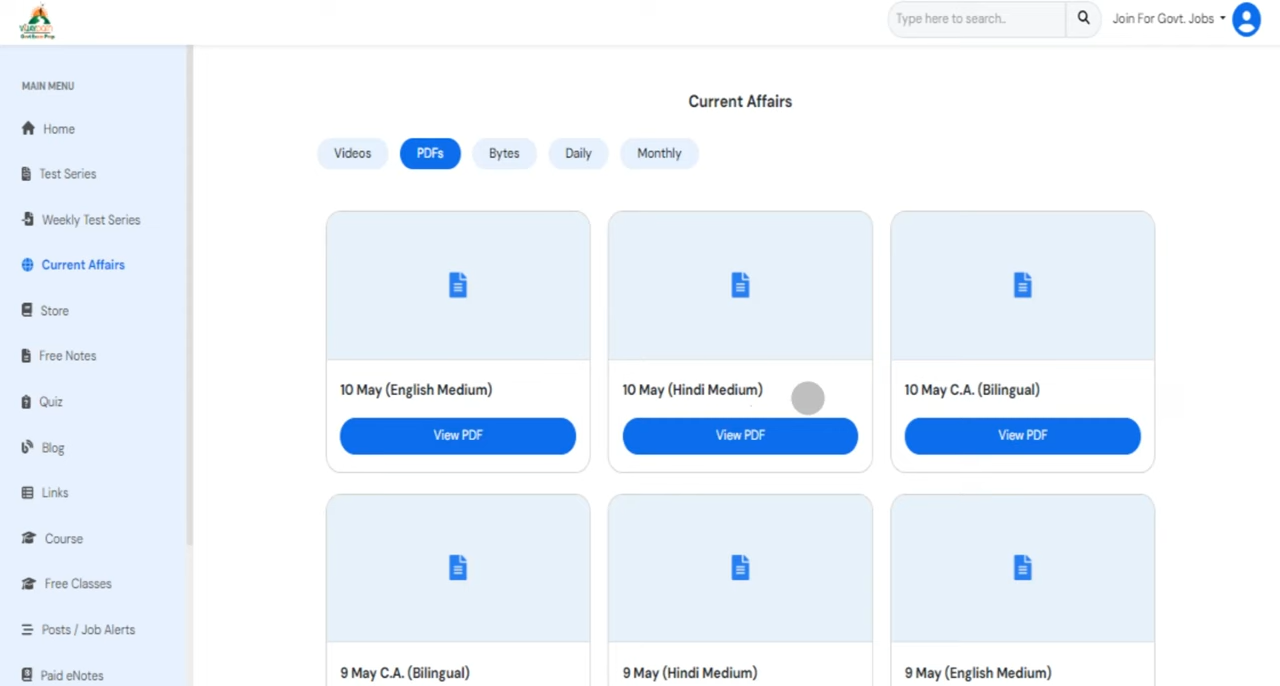 Type here to search..
Join For Govt. Jobs
MAIN MENU
Home
Test Series
Weekly Test Series
Current Affairs
Store
Free Notes
Quiz
Blog
Links
Course
Free Classes
Posts / Job Alerts
Paid eNotes
Current Affairs
Videos PDFs Bytes Daily Monthly
10 May (English Medium)
View PDF
10 May (Hindi Medium)
View PDF
10 May C.A. (Bilingual)
View PDF
9 May C.A. (Bilingual)
9 May (Hindi Medium)
9 May (English Medium)